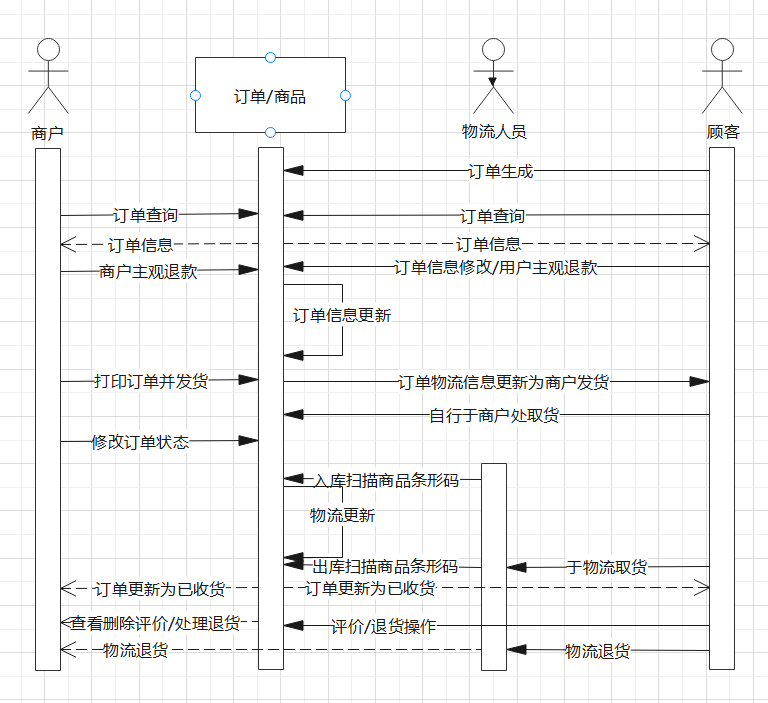 订单/商品
商户
物流人员
顾客
订单生成
订单查询
订单查询
订单信息
订单信息
商户主观退款
订单信息修改/用户主观退款
订单信息更新
打印订单并发货
订单物流信息更新为商户发货
自行于商户处取货
修改订单状态
入库扫描商品条形码
物流更新
出库扫描商品条形码
于物流取货
订单更新为已收货
订单更新为已收货
查看删除评价/处理退货
评价/退货操作
物流退货
物流退货